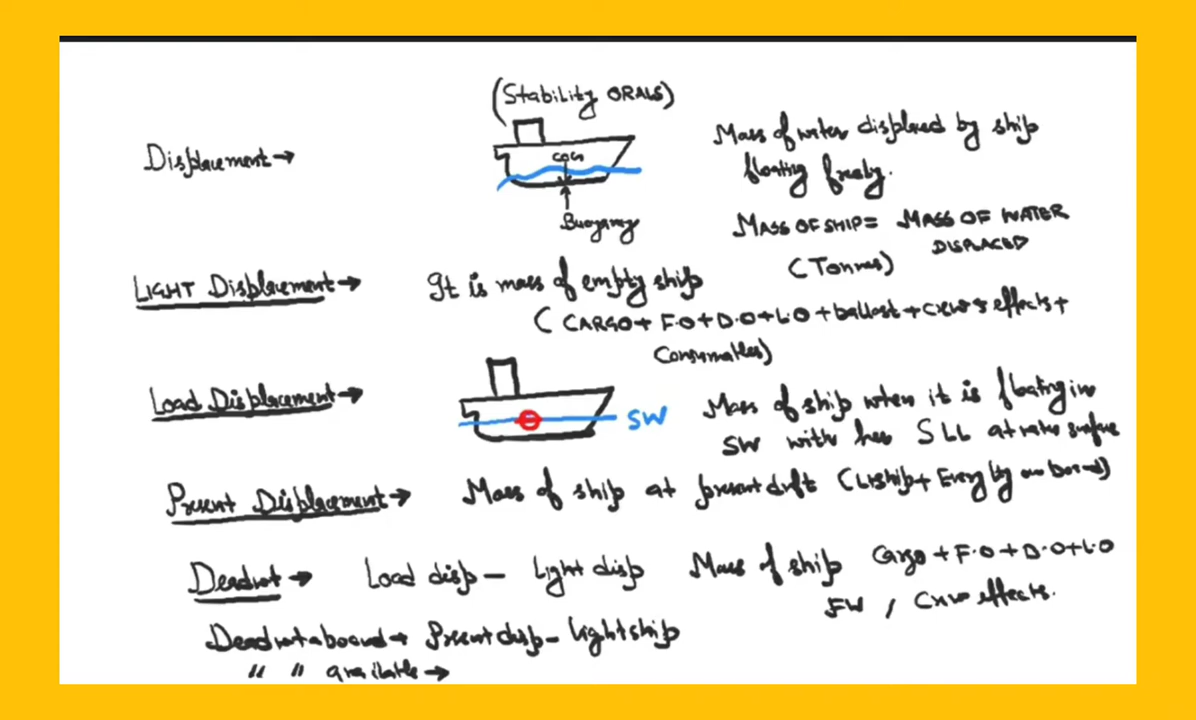 (Stability ORALS)
Displacement →
COG
Buoyancy
Mass of water displaced by ship
floating freely.
MASS OF SHIP = MASS OF WATER
DISPLACED
(Tonnes)
LIGHT Displacement → It is mass of empty ship
( CARGO + F.O + D.O + L.O + ballast + crew & effects +
Consumables)
Load Displacement →
SW
Mass of ship when it is floating in
SW with her SLL at water surface
Present Displacement → Mass of ship at present drift (Ltship + Everything on board)
Deadwt → Load disp – Light disp Mass of ship Cargo + F.O + D.O + L.O
FW / Crew effects.
Deadwt aboard → Present disp – lightship
" " available →